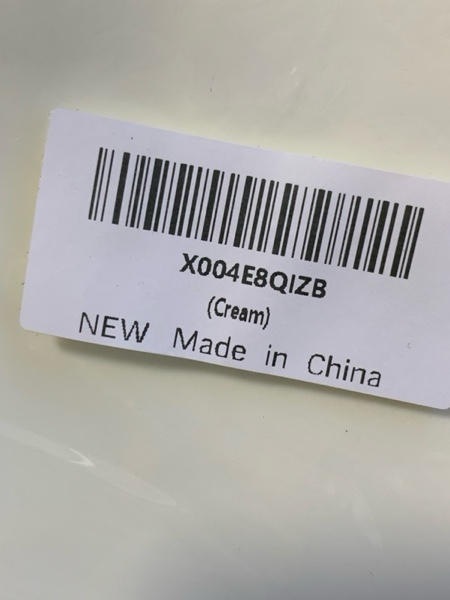 X004E8QIZB
(Cream)
NEW Made in China